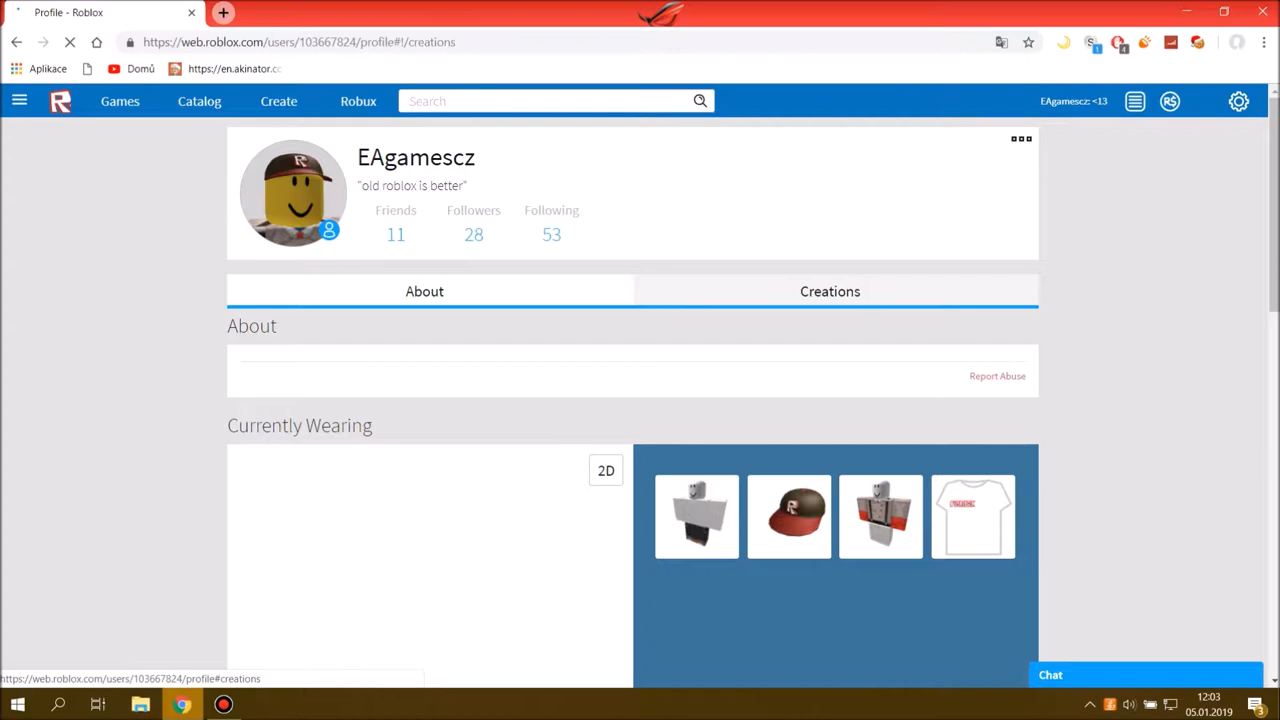 Profile - Roblox
https://web.roblox.com/users/103667824/profile#!/creations
Aplikace
Domů
https://en.akinator.cc
Games
Catalog
Create
Robux
Search
EAgamescz: <13
R$
EAgamescz
"old roblox is better"
Friends
Followers
Following
11
28
53
About
Creations
About
Report Abuse
Currently Wearing
2D
https://web.roblox.com/users/103667824/profile#creations
Chat
12:03
05.01.2019